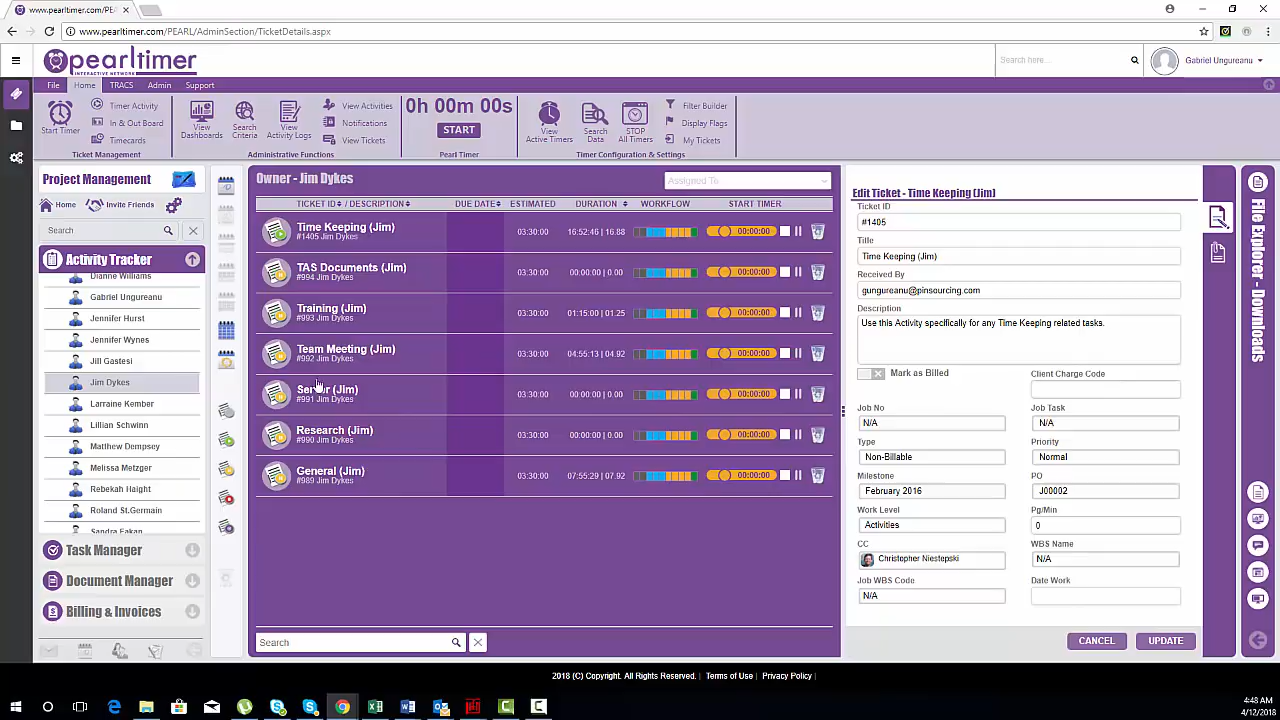 www.pearltimer.com/PE/
www.pearltimer.com/PEARL/AdminSection/TicketDetails.aspx
pearltimer
INTERACTIVE NETWORK
Search here...
Gabriel Ungureanu
File Home TRACS Admin Support
Start Timer
Timer Activity
In & Out Board
Timecards
Ticket Management
View Dashboards
Search Criteria
View Activity Logs
View Activities
Notifications
View Tickets
Administrative Functions
0h 00m 00s
START
Pearl Timer
View Active Timers
Search Data
STOP All Timers
Filter Builder
Display Flags
My Tickets
Timer Configuration & Settings
Project Management
Home Invite Friends
Search
Activity Tracker
Dianne Williams
Gabriel Ungureanu
Jennifer Hurst
Jennifer Wynes
Jill Gastesi
Jim Dykes
Larraine Kember
Lillian Schwinn
Matthew Dempsey
Melissa Metzger
Rebekah Haight
Roland St.Germain
Sandra Eakan
Task Manager
Document Manager
Billing & Invoices
Owner - Jim Dykes
Assigned To
TICKET ID / DESCRIPTION DUE DATE ESTIMATED DURATION WORKFLOW START TIMER
Time Keeping (Jim)
#1405 Jim Dykes
03:30:00 16:52:46 | 16.88 00:00:00
TAS Documents (Jim)
#994 Jim Dykes
03:30:00 00:00:00 | 0.00 00:00:00
Training (Jim)
#993 Jim Dykes
03:30:00 01:15:00 | 01.25 00:00:00
Team Meeting (Jim)
#992 Jim Dykes
03:30:00 04:55:13 | 04.92 00:00:00
(Jim)
#991 Jim Dykes
03:30:00 00:00:00 | 0.00 00:00:00
Research (Jim)
#990 Jim Dykes
03:30:00 00:00:00 | 0.00 00:00:00
General (Jim)
#989 Jim Dykes
03:30:00 07:55:29 | 07.92 00:00:00
Search
Edit Ticket - Time Keeping (Jim)
Ticket ID
#1405
Title
Time Keeping (Jim)
Received By
gungureanu@pinsourcing.com
Description
Use this Activity specifically for any Time Keeping related tasks.
Mark as Billed
Client Charge Code
Job No Job Task
N/A N/A
Type Priority
Non-Billable Normal
Milestone PO
February 2016 J00002
Work Level Pg/Min
Activities 0
CC WBS Name
Christopher Niestepski N/A
Job WBS Code Date Work
N/A
CANCEL UPDATE
File Explorer - Downloads
2018 (C) Copyright. All Rights Reserved. | Terms of Use | Privacy Policy |
4:48 AM
4/12/2018